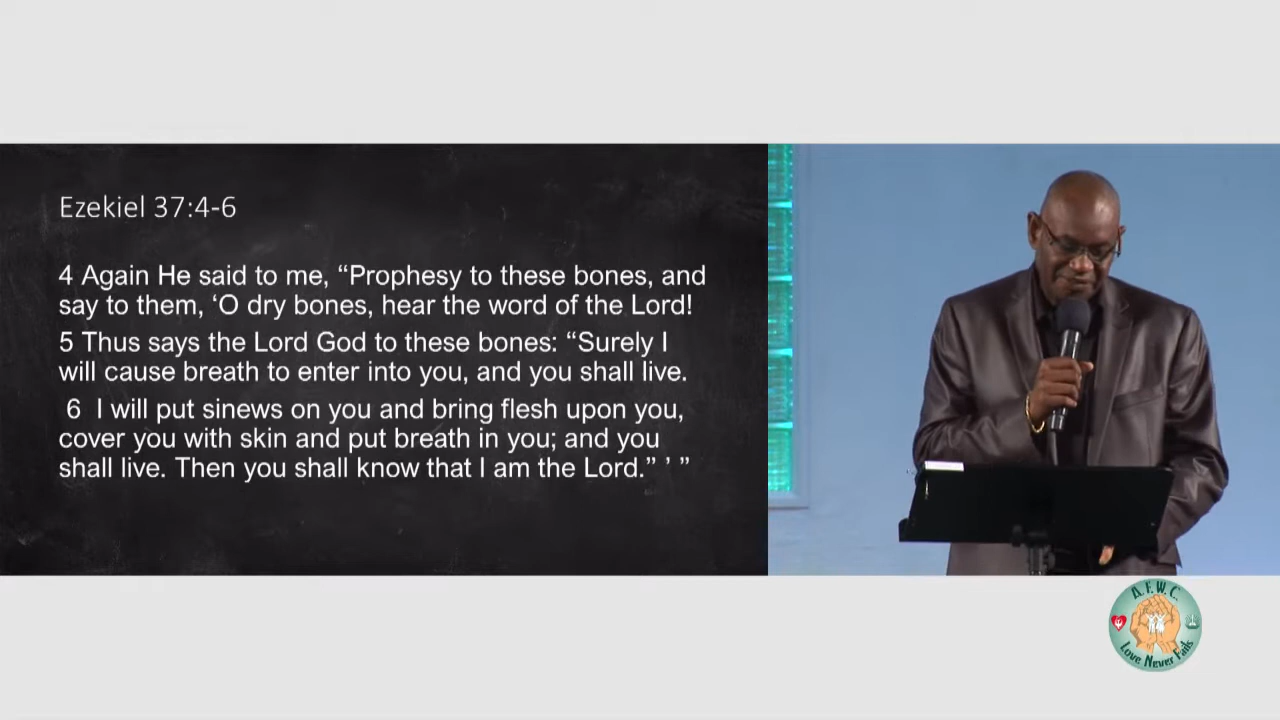 Ezekiel 37:4-6
4 Again He said to me, “Prophesy to these bones, and
say to them, ‘O dry bones, hear the word of the Lord!
5 Thus says the Lord God to these bones: “Surely I
will cause breath to enter into you, and you shall live.
6 I will put sinews on you and bring flesh upon you,
cover you with skin and put breath in you; and you
shall live. Then you shall know that I am the Lord.” ’ ”
A.F.W.C.
Love Never Fails